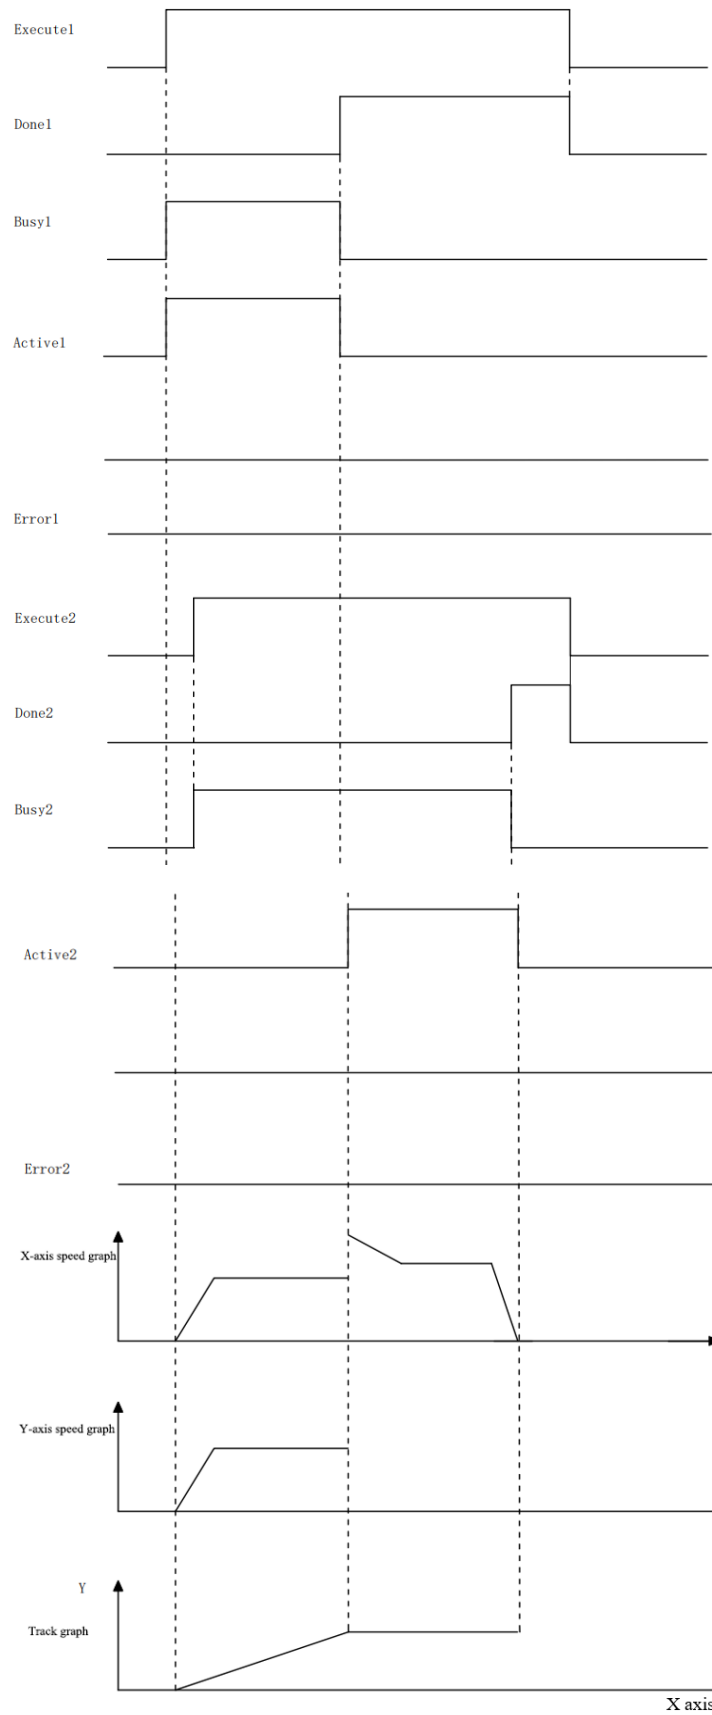 Execute1
Done1
Busy1
Active1
Error1
Execute2
Done2
Busy2
Active2
Error2
X-axis speed graph
Y-axis speed graph
Y
Track graph
X axis